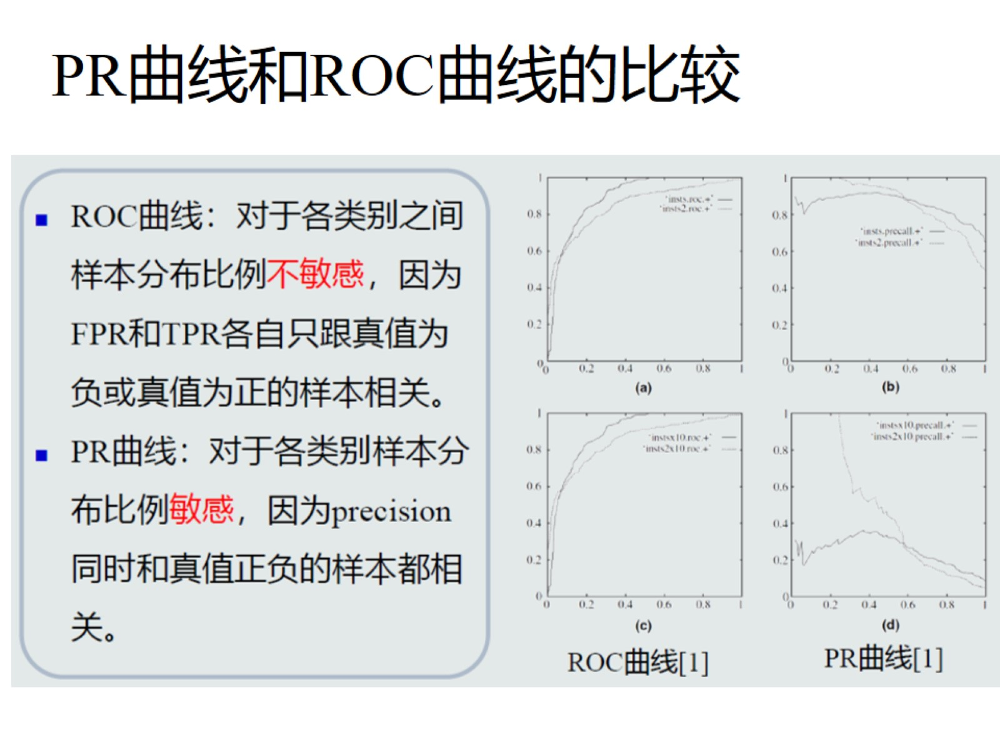 PR曲线和ROC曲线的比较
ROC曲线：对于各类别之间
样本分布比例不敏感，因为
FPR和TPR各自只跟真值为
负或真值为正的样本相关。
PR曲线：对于各类别样本分
布比例敏感，因为precision
同时和真值正负的样本都相
关。
1
'insts.roc.+'
'insts2.roc.+'
0.8
0.6
0.4
0.2
0
0 0.2 0.4 0.6 0.8 1
(a)
1
0.8
'insts.precall.+'
'insts2.precall.+'
0.6
0.4
0.2
0
0 0.2 0.4 0.6 0.8 1
(b)
1
'instsx10.roc.+'
'insts2x10.roc.+'
0.8
0.6
0.4
0.2
0
0 0.2 0.4 0.6 0.8 1
(c)
ROC曲线[1]
1
'instsx10.precall.+'
'insts2x10.precall.+'
0.8
0.6
0.4
0.2
0
0 0.2 0.4 0.6 0.8 1
(d)
PR曲线[1]